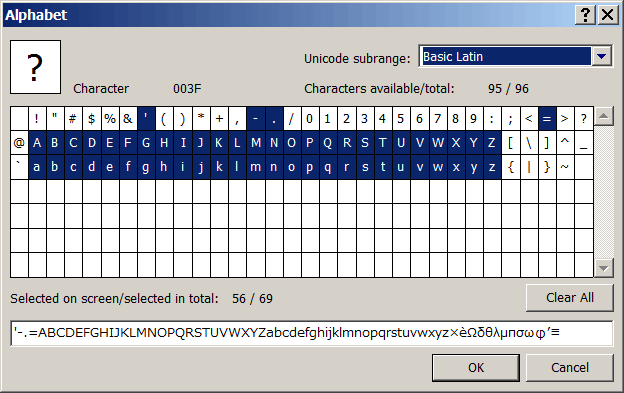 Alphabet
?
Unicode subrange: Basic Latin
Character 003F
Characters available/total: 95 / 96
! " # $ % & ' ( ) * + , - . / 0 1 2 3 4 5 6 7 8 9 : ; < = > ?
@ A B C D E F G H I J K L M N O P Q R S T U V W X Y Z [ \ ] ^ _
` a b c d e f g h i j k l m n o p q r s t u v w x y z { | } ~
Selected on screen/selected in total: 56 / 69
Clear All
'-.=ABCDEFGHIJKLMNOPQRSTUVWXYZabcdefghijklmnopqrstuvwxyz×èΩδθλμπσωφ’≡
OK
Cancel